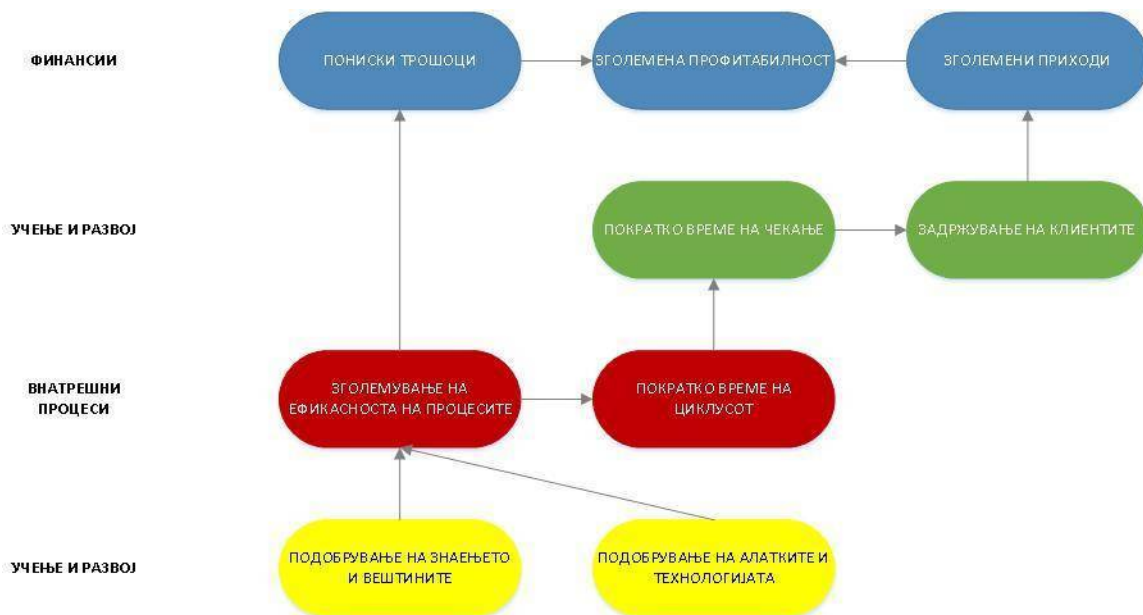 ФИНАНСИИ
ПОНИСКИ ТРОШОЦИ
ЗГОЛЕМЕНА ПРОФИТАБИЛНОСТ
ЗГОЛЕМЕНИ ПРИХОДИ
УЧЕЊЕ И РАЗВОЈ
ПОКРАТКО ВРЕМЕ НА ЧЕКАЊЕ
ЗАДРЖУВАЊЕ НА КЛИЕНТИТЕ
ВНАТРЕШНИ
ПРОЦЕСИ
ЗГОЛЕМУВАЊЕ НА
ЕФИКАСНОСТА НА ПРОЦЕСИТЕ
ПОКРАТКО ВРЕМЕ НА
ЦИКЛУСОТ
УЧЕЊЕ И РАЗВОЈ
ПОДОБРУВАЊЕ НА ЗНАЕЊЕТО
И ВЕШТИНИТЕ
ПОДОБРУВАЊЕ НА АЛАТКИТЕ И
ТЕХНОЛОГИЈАТА